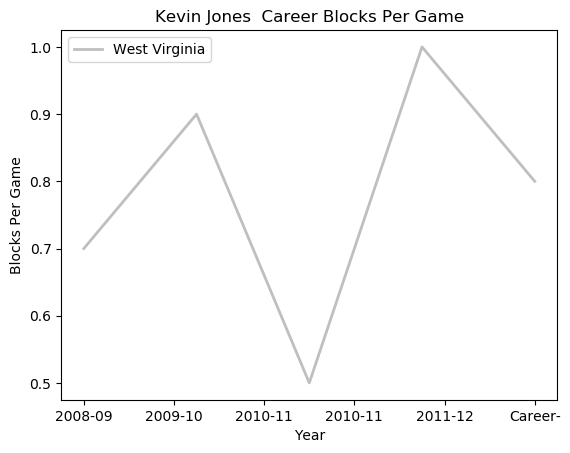 Kevin Jones  Career Blocks Per Game
West Virginia
1.0
0.9
0.8
0.7
0.6
0.5
Blocks Per Game
2008-09 2009-10 2010-11 2010-11 2011-12 Career-
Year